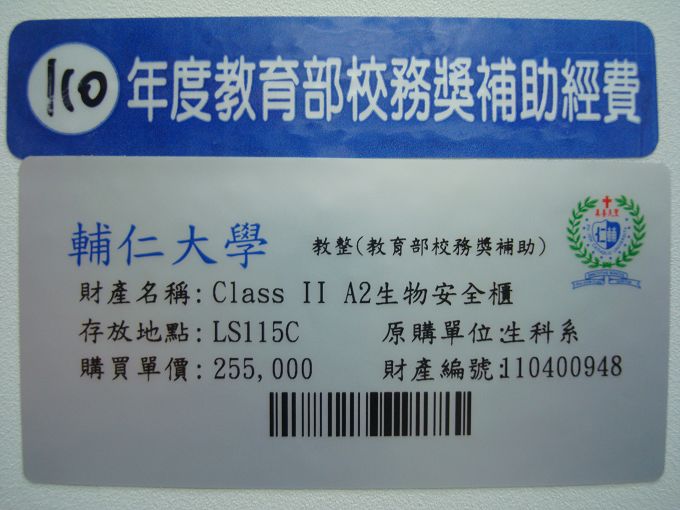 110年度教育部校務獎補助經費
輔仁大學 教整(教育部校務獎補助)
財產名稱: Class II A2生物安全櫃
存放地點: LS115C 原購單位:生科系
購買單價: 255,000 財產編號:110400948